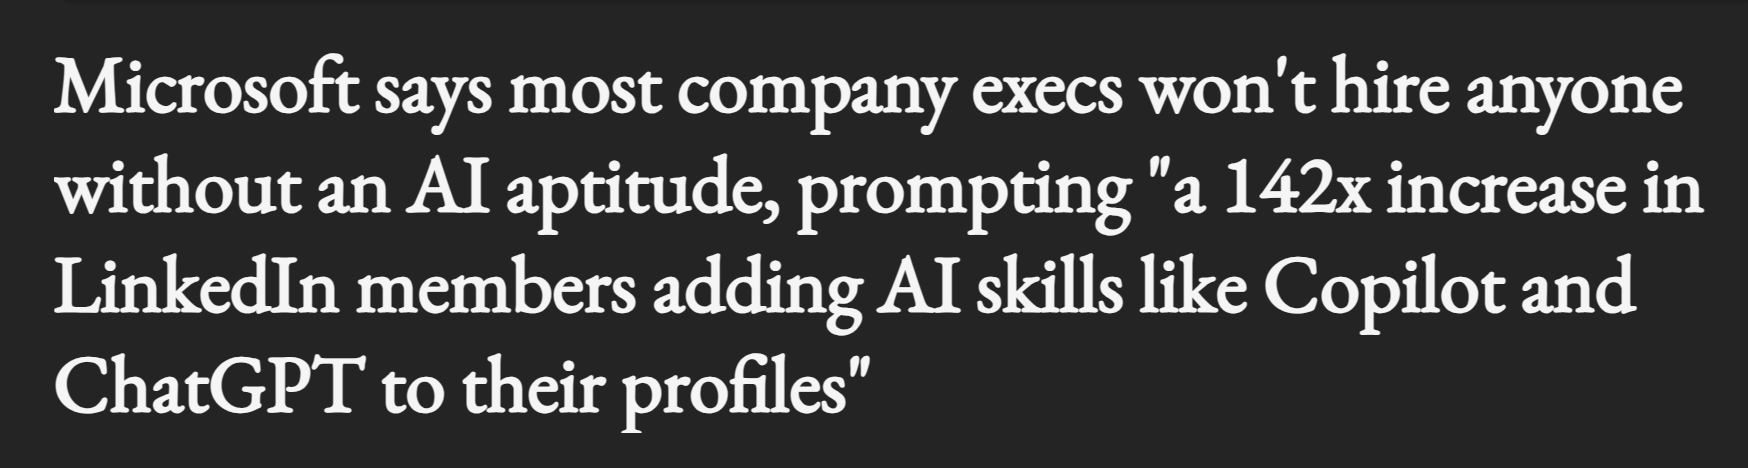 Microsoft says most company execs won't hire anyone
without an AI aptitude, prompting "a 142x increase in
LinkedIn members adding AI skills like Copilot and
ChatGPT to their profiles"